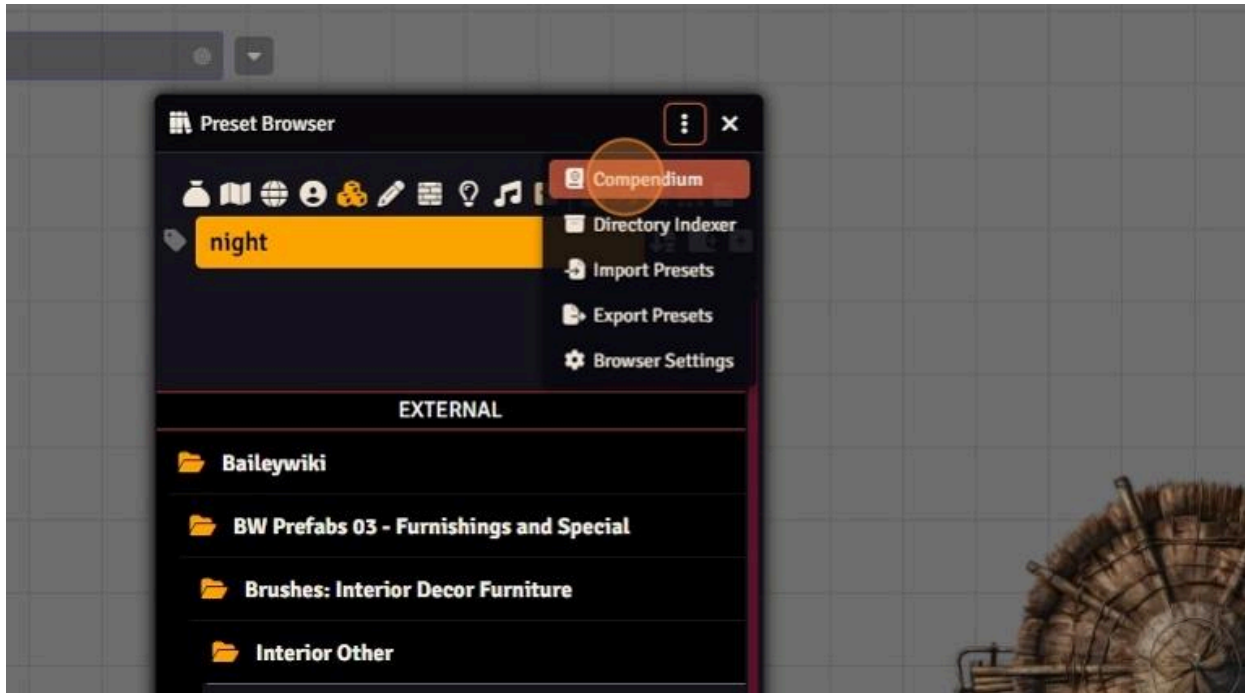 Preset Browser
Compendium
night
Directory Indexer
Import Presets
Export Presets
Browser Settings
EXTERNAL
Baileywiki
BW Prefabs 03 - Furnishings and Special
Brushes: Interior Decor Furniture
Interior Other